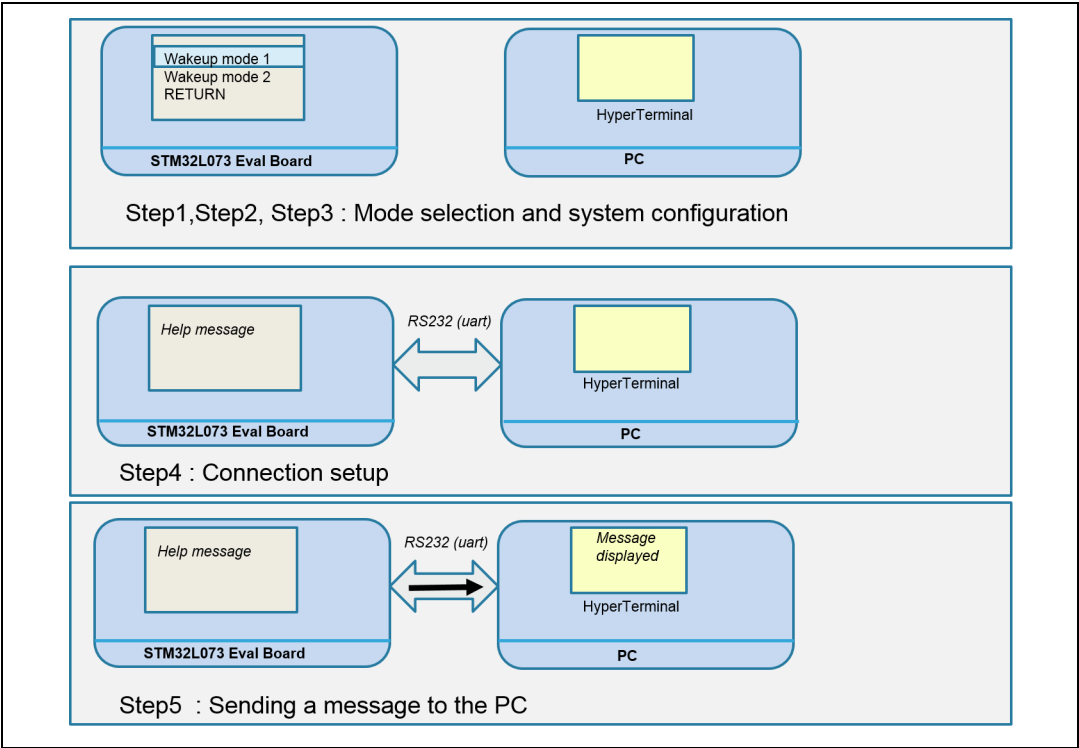 Wakeup mode 1
Wakeup mode 2
RETURN
STM32L073 Eval Board
HyperTerminal
PC
Step1,Step2, Step3 : Mode selection and system configuration
Help message
STM32L073 Eval Board
RS232 (uart)
HyperTerminal
PC
Step4 : Connection setup
Help message
STM32L073 Eval Board
RS232 (uart)
Message
displayed
HyperTerminal
PC
Step5  : Sending a message to the PC